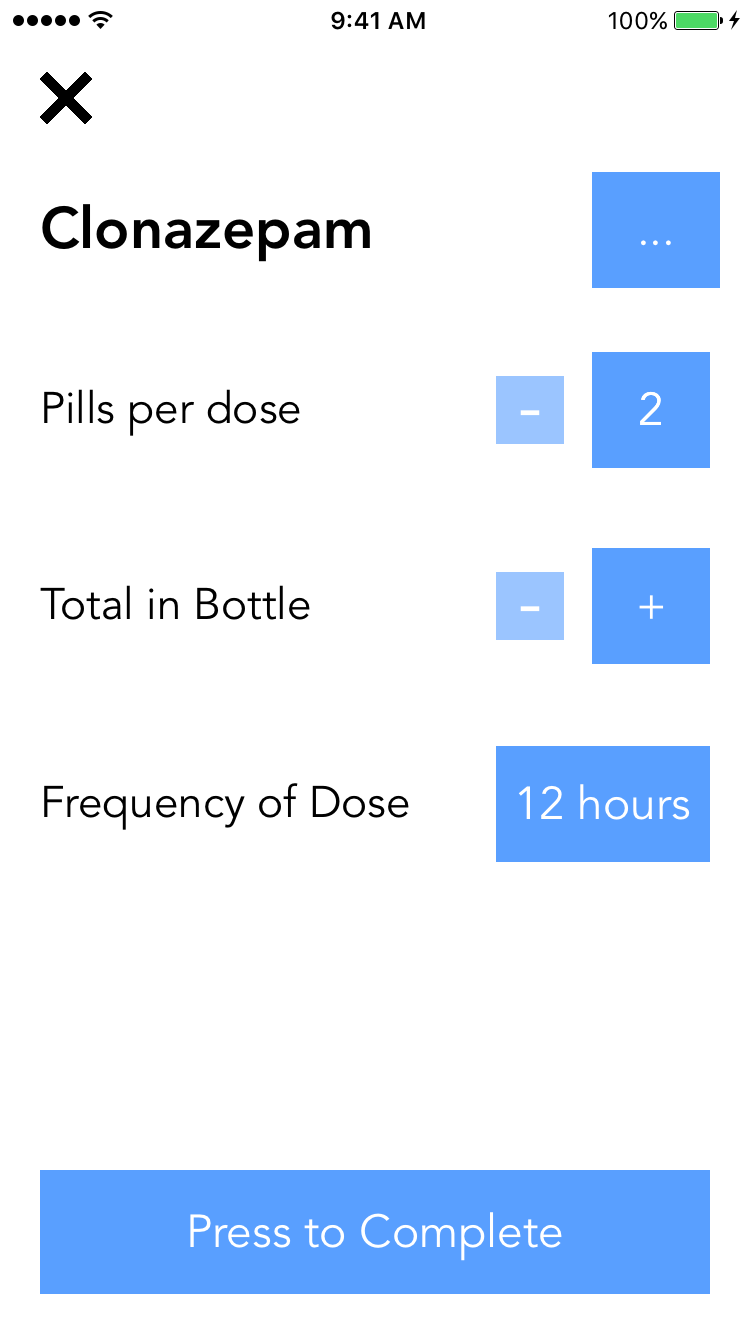 9:41 AM 100%
Clonazepam ...
Pills per dose - 2
Total in Bottle - +
Frequency of Dose 12 hours
Press to Complete